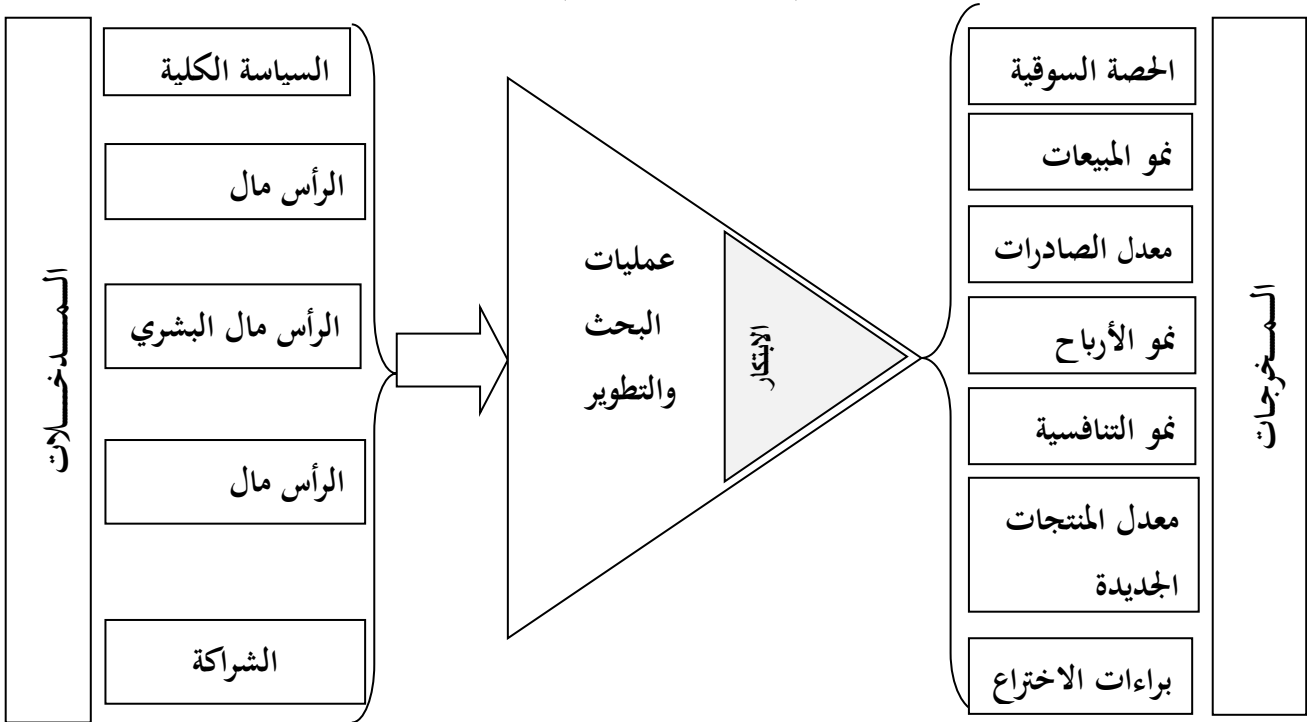 المدخلات
السياسة الكلية
الرأس مال
الرأس مال البشري
الرأس مال
الشراكة
عمليات
البحث
والتطوير
الابتكار
الحصة السوقية
نمو المبيعات
معدل الصادرات
نمو الأرباح
نمو التنافسية
معدل المنتجات
الجديدة
براءات الاختراع
المخرجات